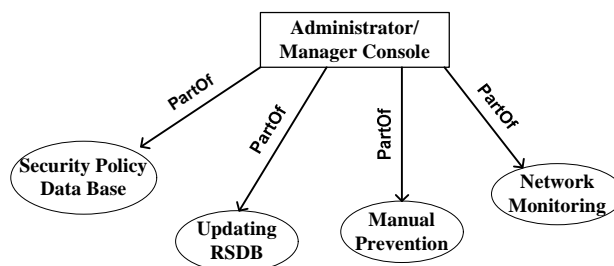 Administrator/
Manager Console
PartOf
PartOf
PartOf
PartOf
Security Policy
Data Base
Updating
RSDB
Manual
Prevention
Network
Monitoring